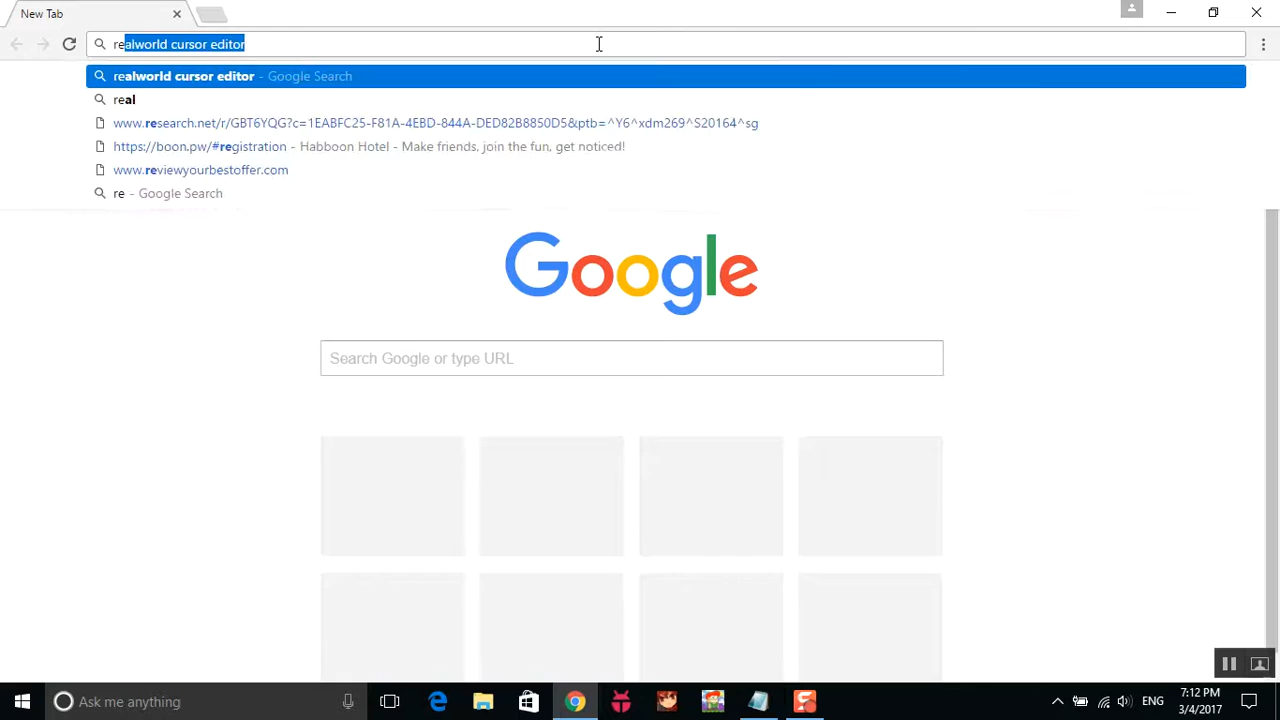 New Tab
realworld cursor editor
realworld cursor editor - Google Search
real
www.research.net/r/GBT6YQG?c=1EABFC25-F81A-4EBD-844A-DED82B8850D5&ptb=^Y6^xdm269^S20164^sg
https://boon.pw/#registration - Habboon Hotel - Make friends, join the fun, get noticed!
www.reviewyourbestoffer.com
re - Google Search
Google
Search Google or type URL
Ask me anything
ENG
7:12 PM
3/4/2017